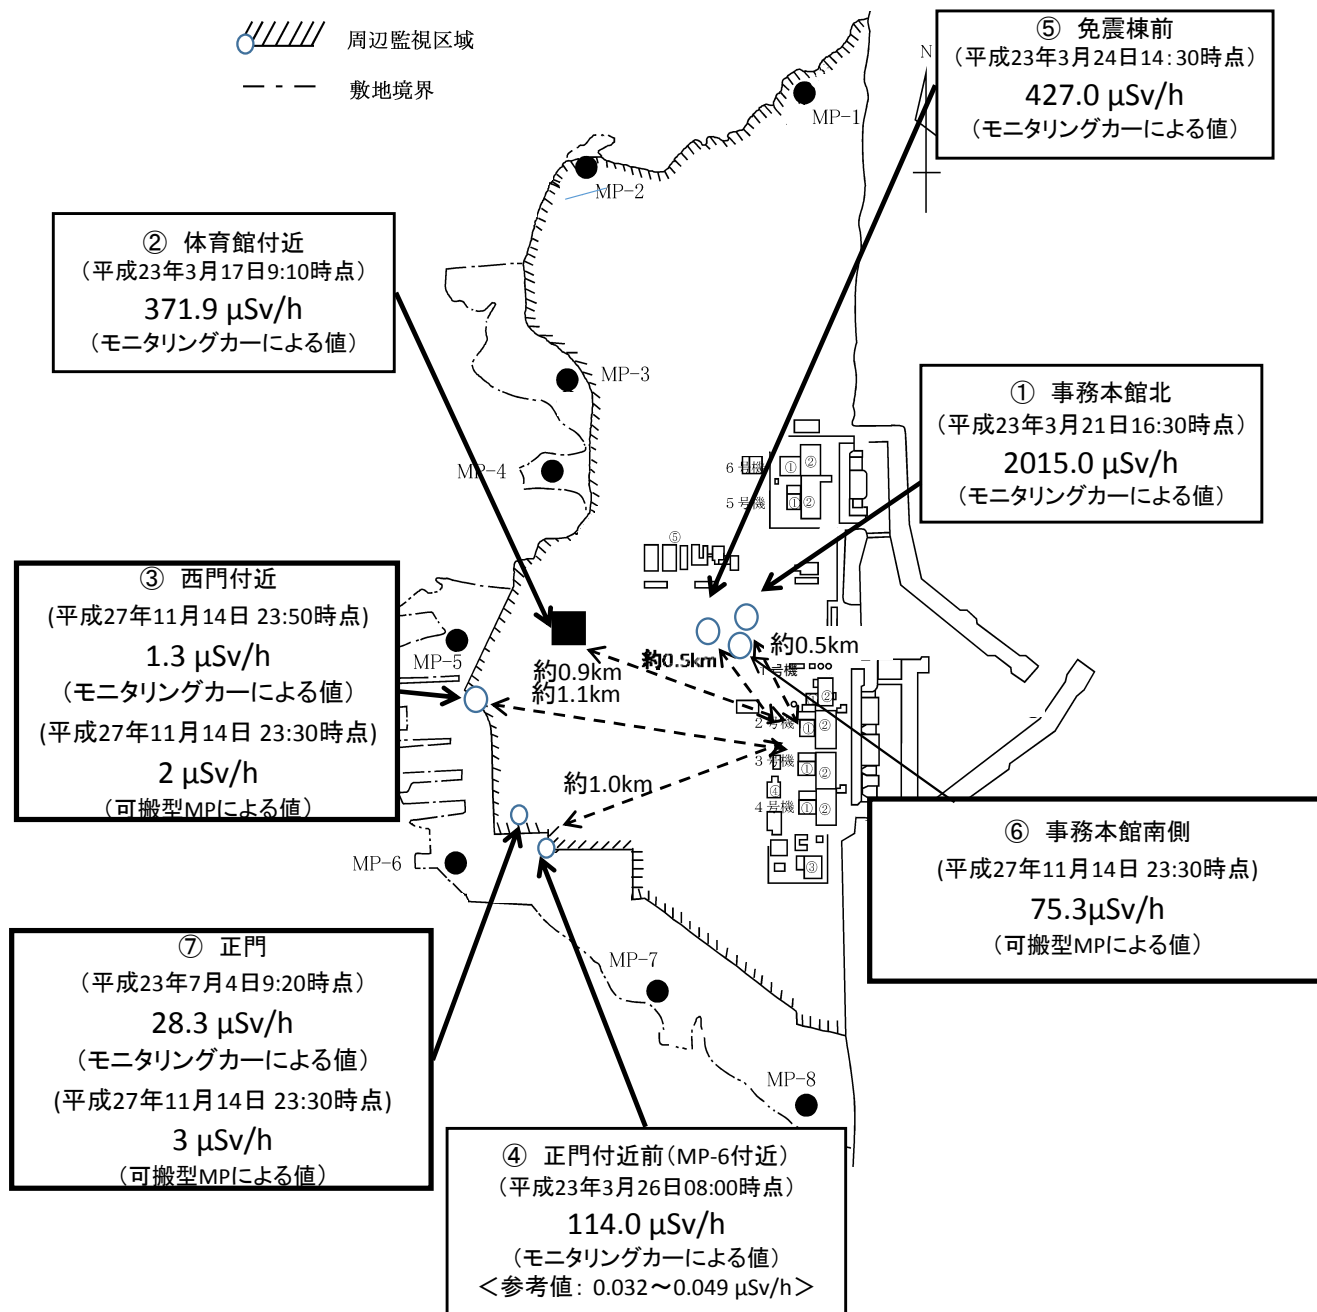 周辺監視区域
敷地境界
⑤ 免震棟前
（平成23年3月24日14:30時点）
427.0 μSv/h
（モニタリングカーによる値）
N
MP-1
MP-2
② 体育館付近
（平成23年3月17日9:10時点）
371.9 μSv/h
（モニタリングカーによる値）
MP-3
MP-4
① 事務本館北
（平成23年3月21日16:30時点）
2015.0 μSv/h
（モニタリングカーによる値）
6号機
①
②
5号機
①
②
⑤
③ 西門付近
(平成27年11月14日 23:50時点)
1.3 μSv/h
（モニタリングカーによる値）
(平成27年11月14日 23:30時点)
2 μSv/h
（可搬型MPによる値）
MP-5
約0.9km
約1.1km
約0.5km
約0.5km
1号機
②
2号機
①
②
3号機
①
②
約1.0km
④
4号機
①
②
③
MP-6
⑥ 事務本館南側
(平成27年11月14日 23:30時点)
75.3μSv/h
（可搬型MPによる値）
⑦ 正門
（平成23年7月4日9:20時点）
28.3 μSv/h
（モニタリングカーによる値）
(平成27年11月14日 23:30時点)
3 μSv/h
（可搬型MPによる値）
MP-7
MP-8
④ 正門付近前（MP-6付近）
（平成23年3月26日08:00時点）
114.0 μSv/h
（モニタリングカーによる値）
＜参考値: 0.032～0.049 μSv/h＞